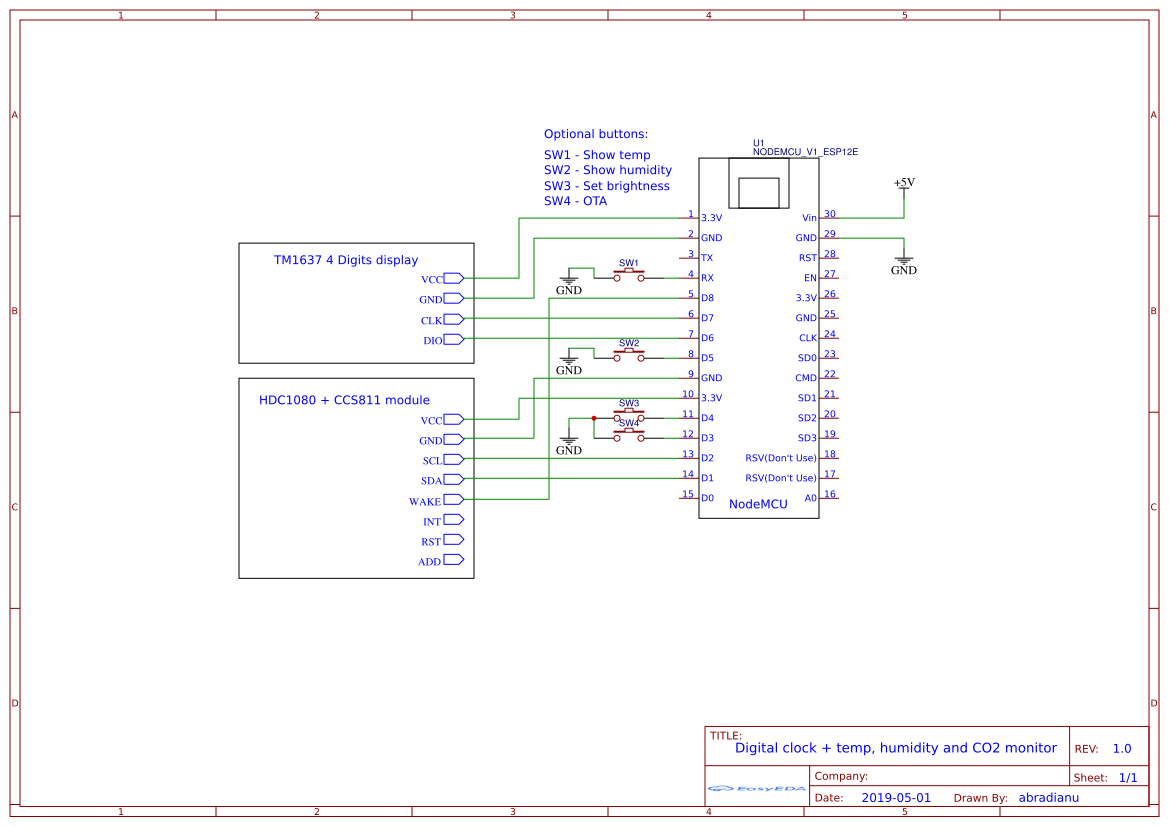 1 2 3 4 5
A A
B B
C C
D D
1 2 3 4 5
Optional buttons:
SW1 - Show temp
SW2 - Show humidity
SW3 - Set brightness
SW4 - OTA
U1
NODEMCU_V1_ESP12E
TM1637 4 Digits display
VCC
GND
CLK
DIO
HDC1080 + CCS811 module
VCC
GND
SCL
SDA
WAKE
INT
RST
ADD
SW1
GND
SW2
GND
SW3
SW4
GND
1 3.3V
2 GND
3 TX
4 RX
5 D8
6 D7
7 D6
8 D5
9 GND
10 3.3V
11 D4
12 D3
13 D2
14 D1
15 D0
Vin 30
GND 29
RST 28
EN 27
3.3V 26
GND 25
CLK 24
SD0 23
CMD 22
SD1 21
SD2 20
SD3 19
RSV(Don't Use) 18
RSV(Don't Use) 17
A0 16
NodeMCU
+5V
GND
TITLE:
Digital clock + temp, humidity and CO2 monitor
REV: 1.0
EasyEDA
Company:
Sheet: 1/1
Date: 2019-05-01 Drawn By: abradianu